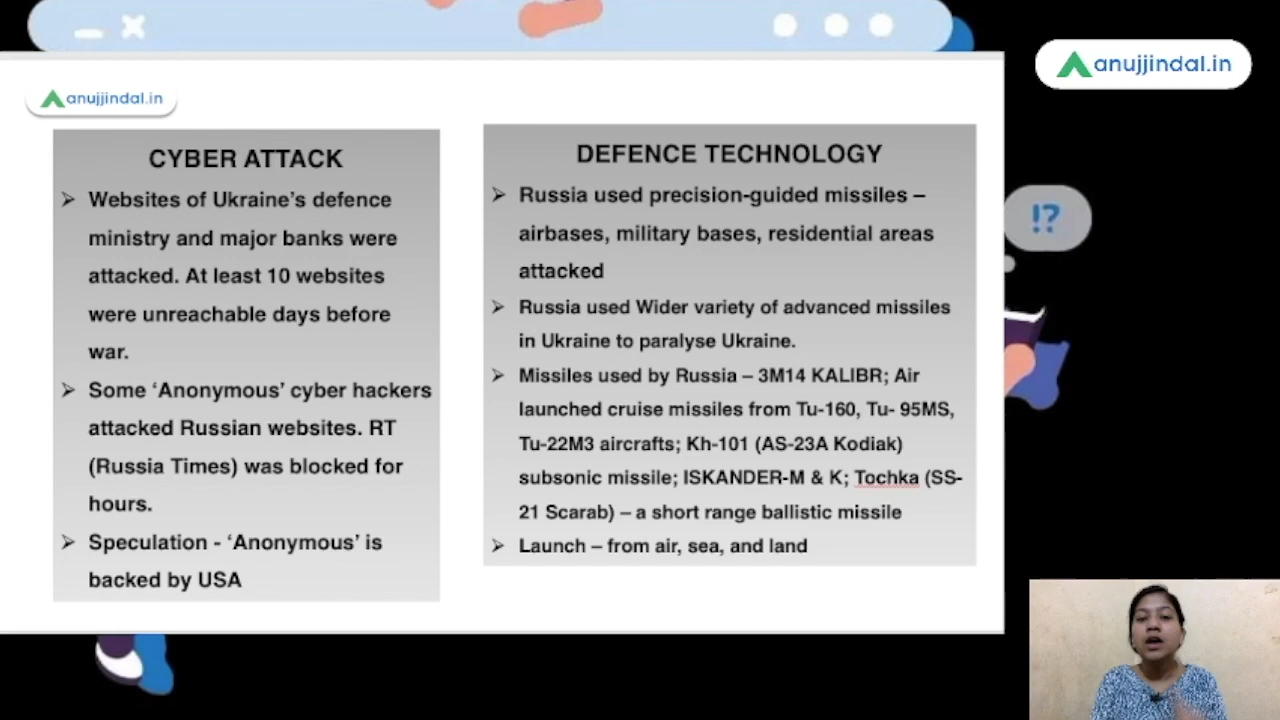 anujjindal.in
anujjindal.in
CYBER ATTACK
➢ Websites of Ukraine's defence
ministry and major banks were
attacked. At least 10 websites
were unreachable days before
war.
➢ Some 'Anonymous' cyber hackers
attacked Russian websites. RT
(Russia Times) was blocked for
hours.
➢ Speculation - 'Anonymous' is
backed by USA
DEFENCE TECHNOLOGY
➢ Russia used precision-guided missiles –
airbases, military bases, residential areas
attacked
➢ Russia used Wider variety of advanced missiles
in Ukraine to paralyse Ukraine.
➢ Missiles used by Russia – 3M14 KALIBR; Air
launched cruise missiles from Tu-160, Tu- 95MS,
Tu-22M3 aircrafts; Kh-101 (AS-23A Kodiak)
subsonic missile; ISKANDER-M & K; Tochka (SS-
21 Scarab) – a short range ballistic missile
➢ Launch – from air, sea, and land
!?